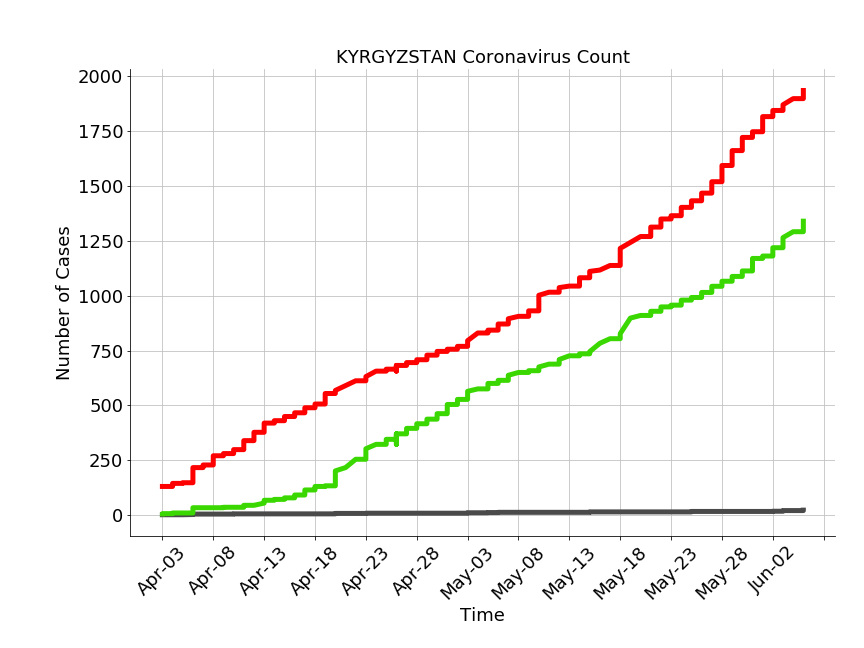 KYRGYZSTAN Coronavirus Count
2000
1750
1500
1250
1000
750
500
250
0
Number of Cases
Apr-03
Apr-08
Apr-13
Apr-18
Apr-23
Apr-28
May-03
May-08
May-13
May-18
May-23
May-28
Jun-02
Time